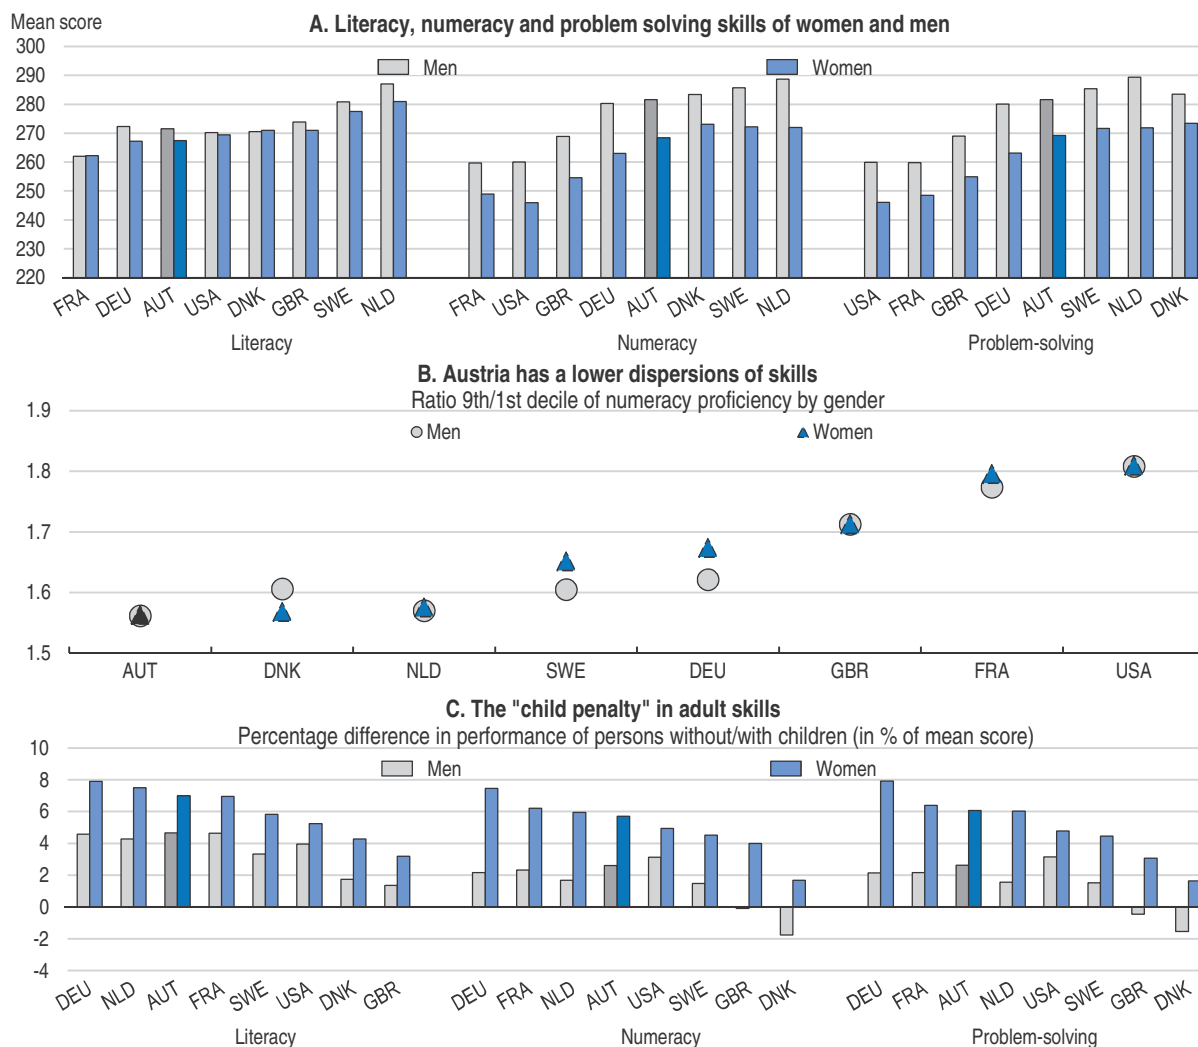 Mean score
A. Literacy, numeracy and problem solving skills of women and men
300
Men
Women
290
280
270
260
250
240
230
220
FRA DEU AUT USA DNK GBR SWE NLD FRA USA GBR DEU AUT DNK SWE NLD USA FRA GBR DEU AUT SWE NLD DNK
Literacy Numeracy Problem-solving
B. Austria has a lower dispersions of skills
Ratio 9th/1st decile of numeracy proficiency by gender
1.9
Men
Women
1.8
1.7
1.6
1.5
AUT DNK NLD SWE DEU GBR FRA USA
C. The "child penalty" in adult skills
Percentage difference in performance of persons without/with children (in % of mean score)
10
Men
Women
8
6
4
2
0
-2
-4
DEU NLD AUT FRA SWE USA DNK GBR DEU FRA NLD AUT USA SWE GBR DNK DEU FRA AUT NLD USA SWE GBR DNK
Literacy Numeracy Problem-solving